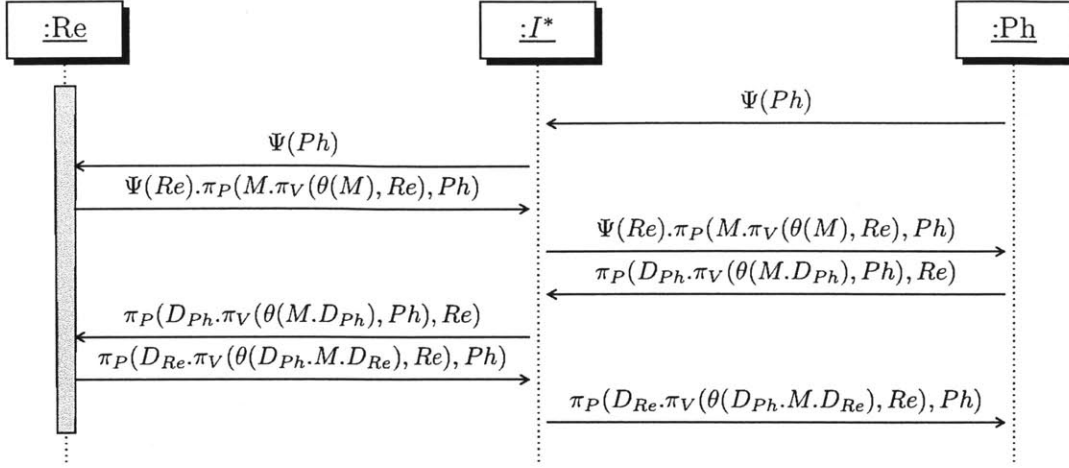 :Re
:I*
:Ph
Ψ(Ph)
Ψ(Ph)
Ψ(Re).π_P(M.π_V(θ(M), Re), Ph)
Ψ(Re).π_P(M.π_V(θ(M), Re), Ph)
π_P(D_Ph.π_V(θ(M.D_Ph), Ph), Re)
π_P(D_Ph.π_V(θ(M.D_Ph), Ph), Re)
π_P(D_Re.π_V(θ(D_Ph.M.D_Re), Re), Ph)
π_P(D_Re.π_V(θ(D_Ph.M.D_Re), Re), Ph)